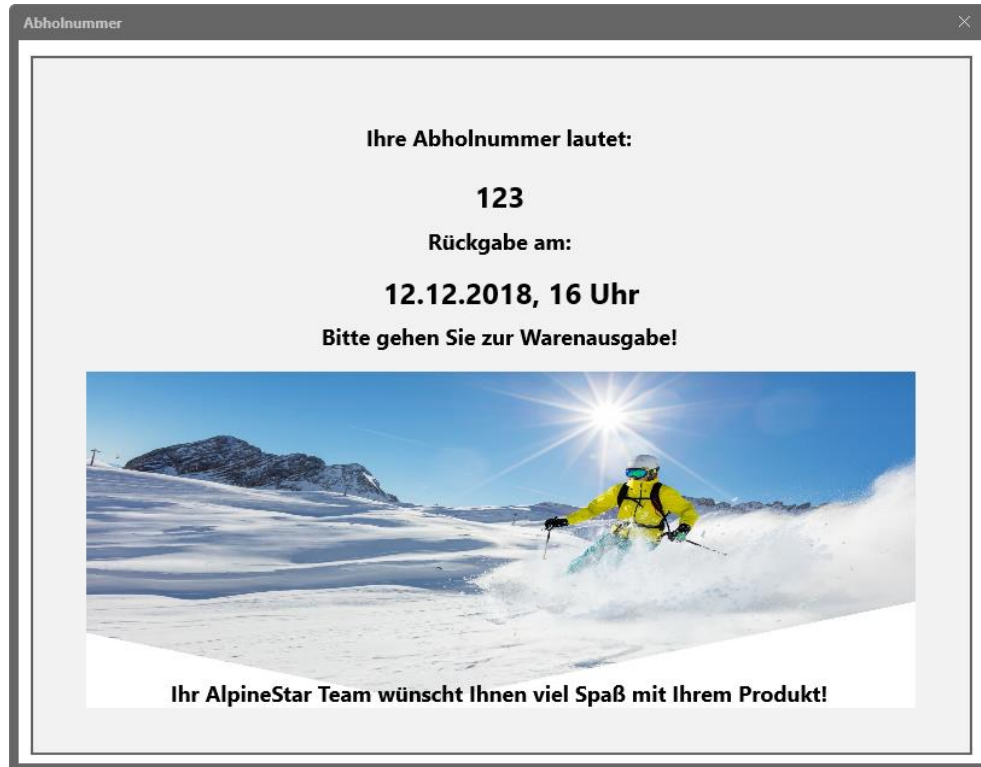 Abholnummer
Ihre Abholnummer lautet:
123
Rückgabe am:
12.12.2018, 16 Uhr
Bitte gehen Sie zur Warenausgabe!
Ihr AlpineStar Team wünscht Ihnen viel Spaß mit Ihrem Produkt!